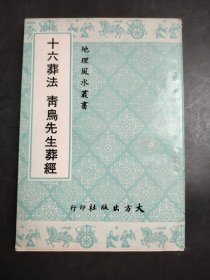 地理風水叢書
十六葬法 青鳥先生葬經
大方出版社印行